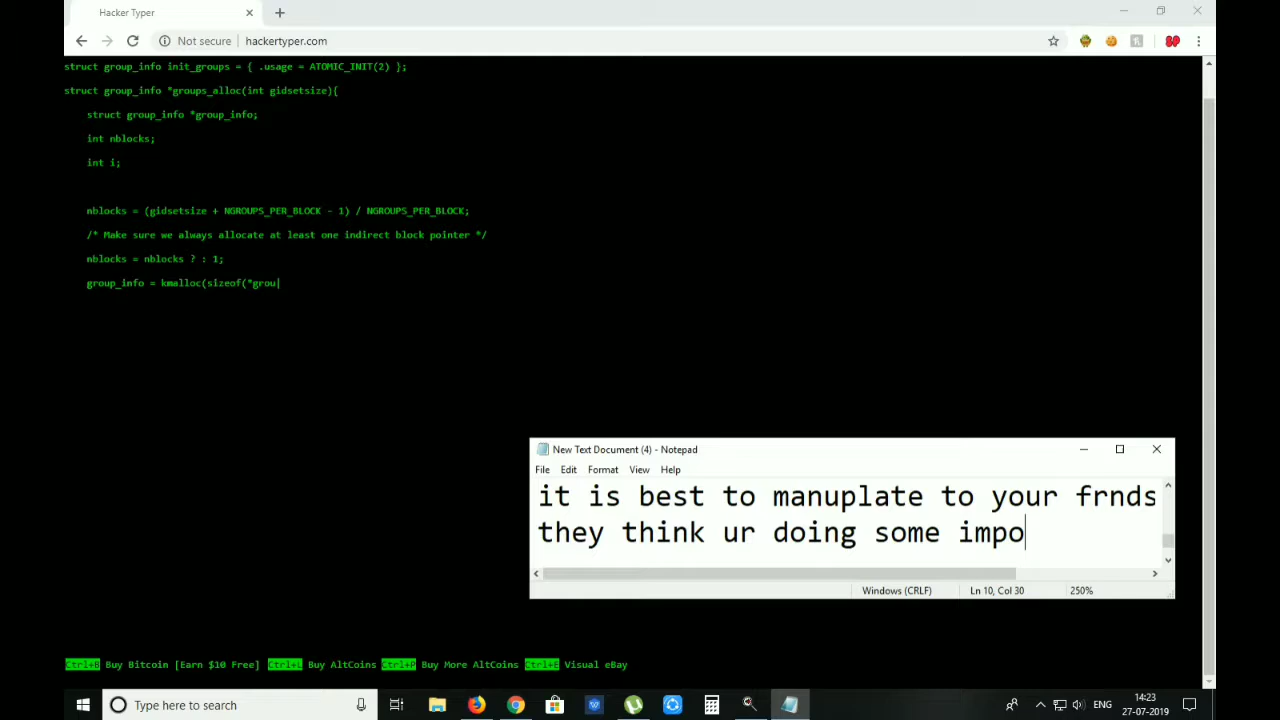 Hacker Typer
Not secure
hackertyper.com
struct group_info init_groups = { .usage = ATOMIC_INIT(2) };
struct group_info *groups_alloc(int gidsetsize){
struct group_info *group_info;
int nblocks;
int i;
nblocks = (gidsetsize + NGROUPS_PER_BLOCK - 1) / NGROUPS_PER_BLOCK;
/* Make sure we always allocate at least one indirect block pointer */
nblocks = nblocks ? : 1;
group_info = kmalloc(sizeof(*grou
New Text Document (4) - Notepad
File Edit Format View Help
it is best to manuplate to your frnds
they think ur doing some impo
Windows (CRLF) Ln 10, Col 30 250%
Ctrl+B Buy Bitcoin [Earn $10 Free] Ctrl+L Buy AltCoins Ctrl+P Buy More AltCoins Ctrl+E Visual eBay
Type here to search
ENG
14:23
27-07-2019